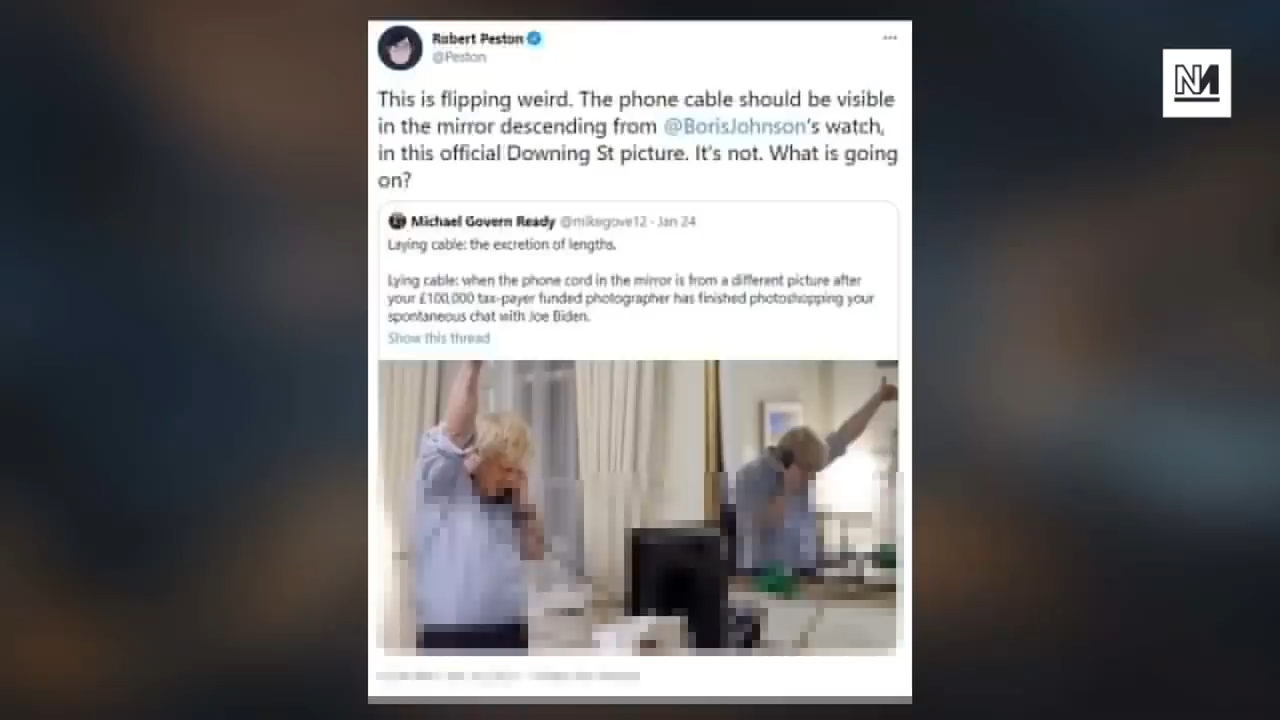 Robert Peston
@Peston
This is flipping weird. The phone cable should be visible
in the mirror descending from @BorisJohnson's watch,
in this official Downing St picture. It's not. What is going
on?
Michael Govern Ready @mikegove12 · Jan 24
Laying cable: the excretion of lengths.
Lying cable: when the phone cord in the mirror is from a different picture after
your £100,000 tax-payer funded photographer has finished photoshopping your
spontaneous chat with Joe Biden.
Show this thread